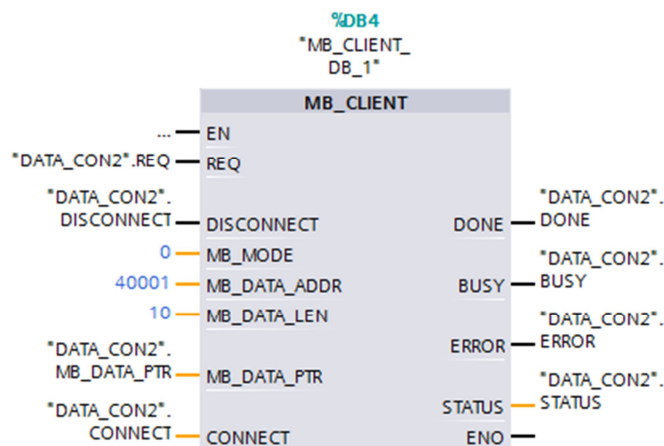 %DB4
"MB_CLIENT_
DB_1"
MB_CLIENT
... EN
"DATA_CON2".REQ REQ
"DATA_CON2".
DISCONNECT DISCONNECT
"DATA_CON2".
DONE DONE
0 MB_MODE
40001 MB_DATA_ADDR
"DATA_CON2".
BUSY BUSY
10 MB_DATA_LEN
"DATA_CON2".
ERROR ERROR
"DATA_CON2".
MB_DATA_PTR MB_DATA_PTR
"DATA_CON2".
STATUS STATUS
"DATA_CON2".
CONNECT CONNECT
ENO